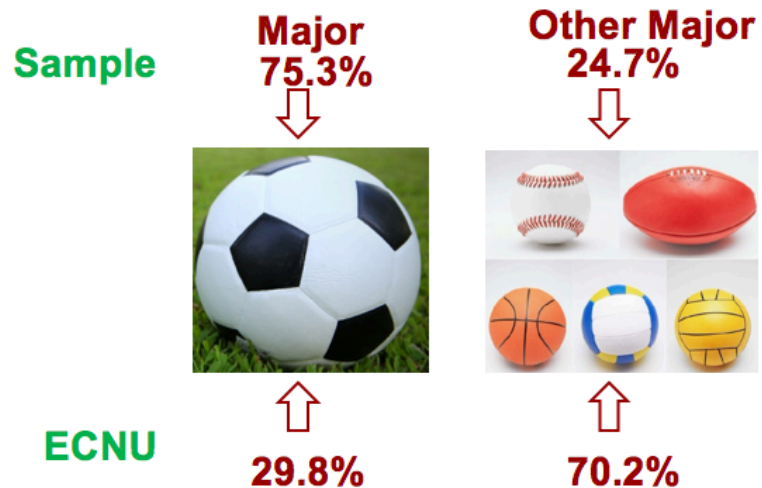 Major
Other Major
Sample
75.3%
24.7%
ECNU
29.8%
70.2%